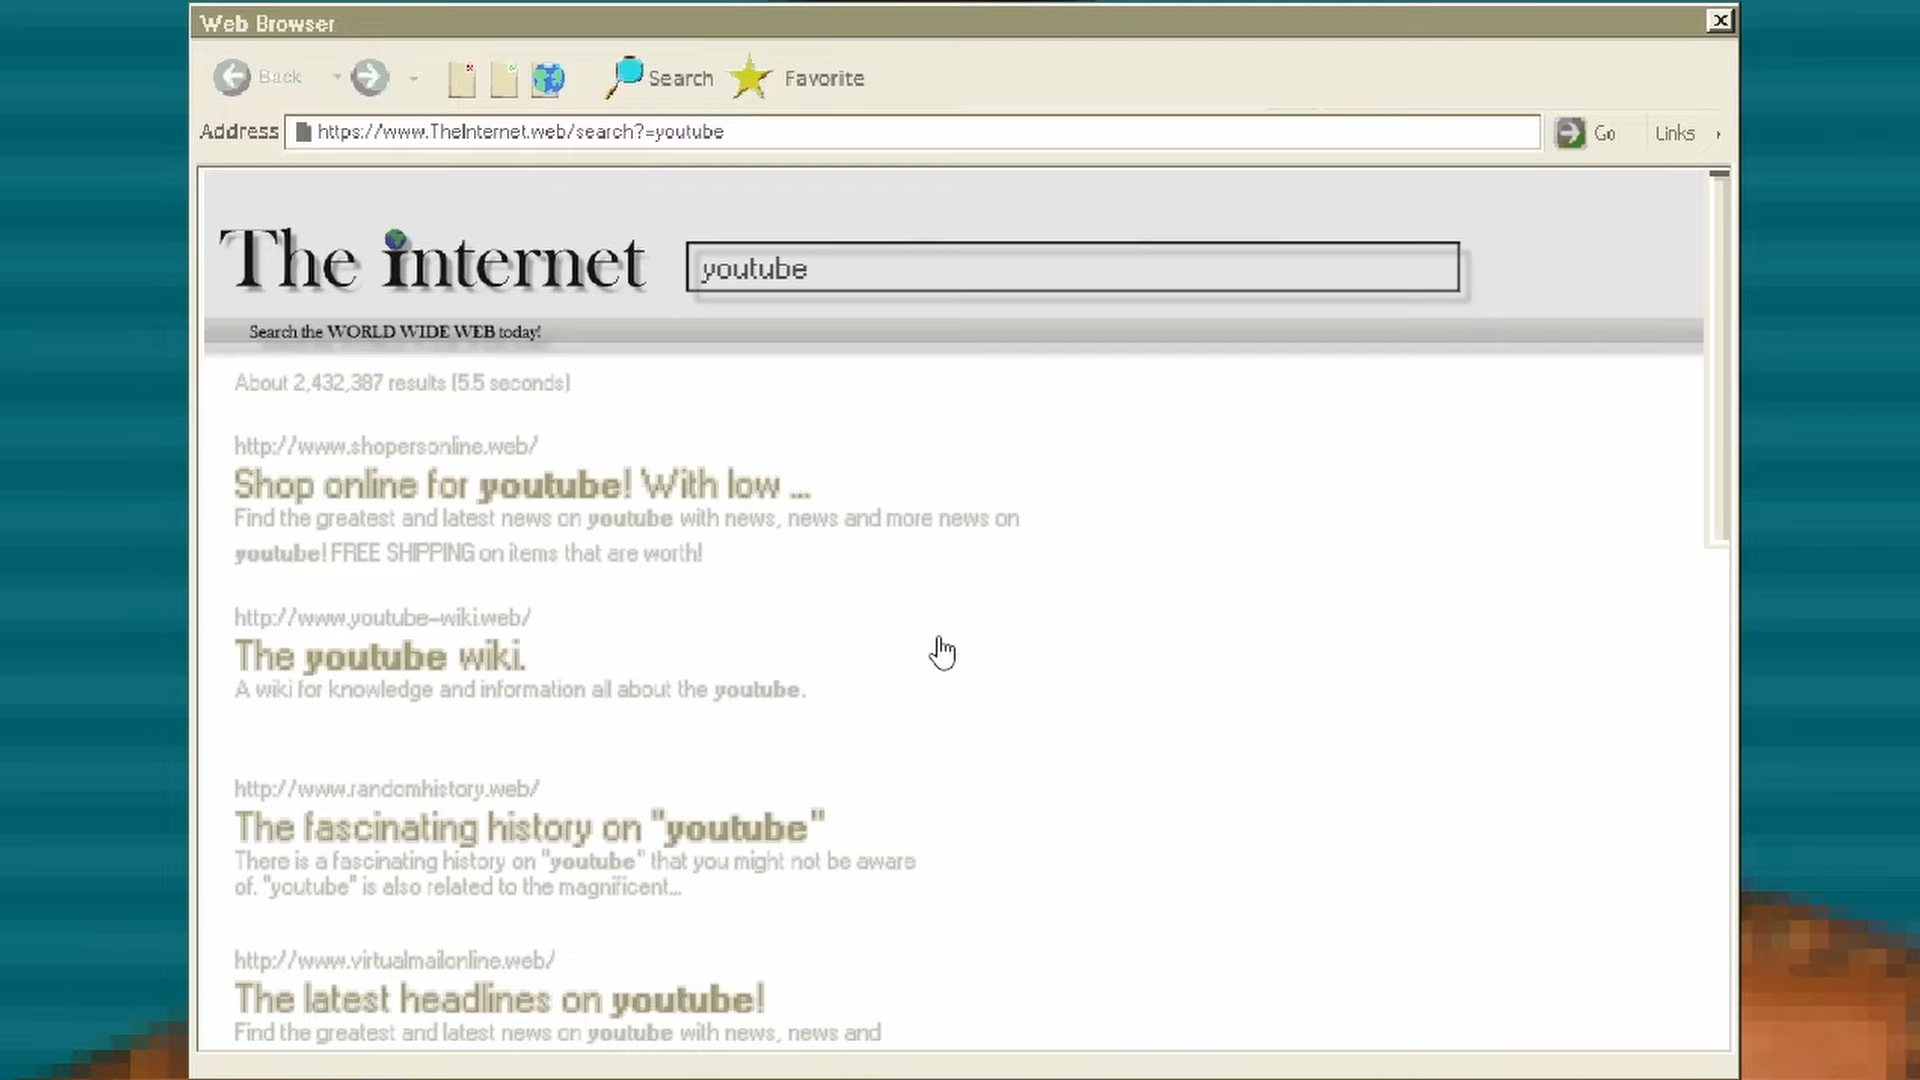 Web Browser
Back
Search
Favorite
Address
https://www.TheInternet.web/search?=youtube
Go
Links
The internet
youtube
Search the WORLD WIDE WEB today!
About 2,432,387 results (5.5 seconds)
http://www.shopersonline.web/
Shop online for youtube! With low ...
Find the greatest and latest news on youtube with news, news and more news on
youtube! FREE SHIPPING on items that are worth!
http://www.youtube-wiki.web/
The youtube wiki.
A wiki for knowledge and information all about the youtube.
http://www.randomhistory.web/
The fascinating history on "youtube"
There is a fascinating history on "youtube" that you might not be aware
of. "youtube" is also related to the magnificent...
http://www.virtualmailonline.web/
The latest headlines on youtube!
Find the greatest and latest news on youtube with news, news and